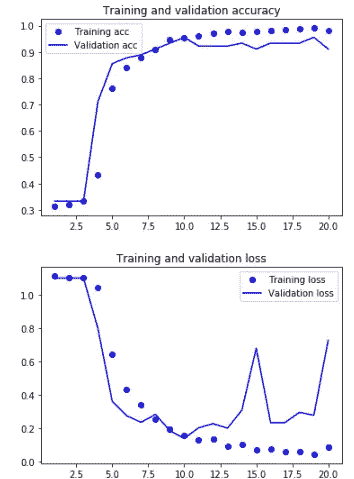 Training and validation accuracy
1.0
0.9
0.8
0.7
0.6
0.5
0.4
0.3
Training acc
Validation acc
2.5 5.0 7.5 10.0 12.5 15.0 17.5 20.0
Training and validation loss
1.0
0.8
0.6
0.4
0.2
0.0
Training loss
Validation loss
2.5 5.0 7.5 10.0 12.5 15.0 17.5 20.0